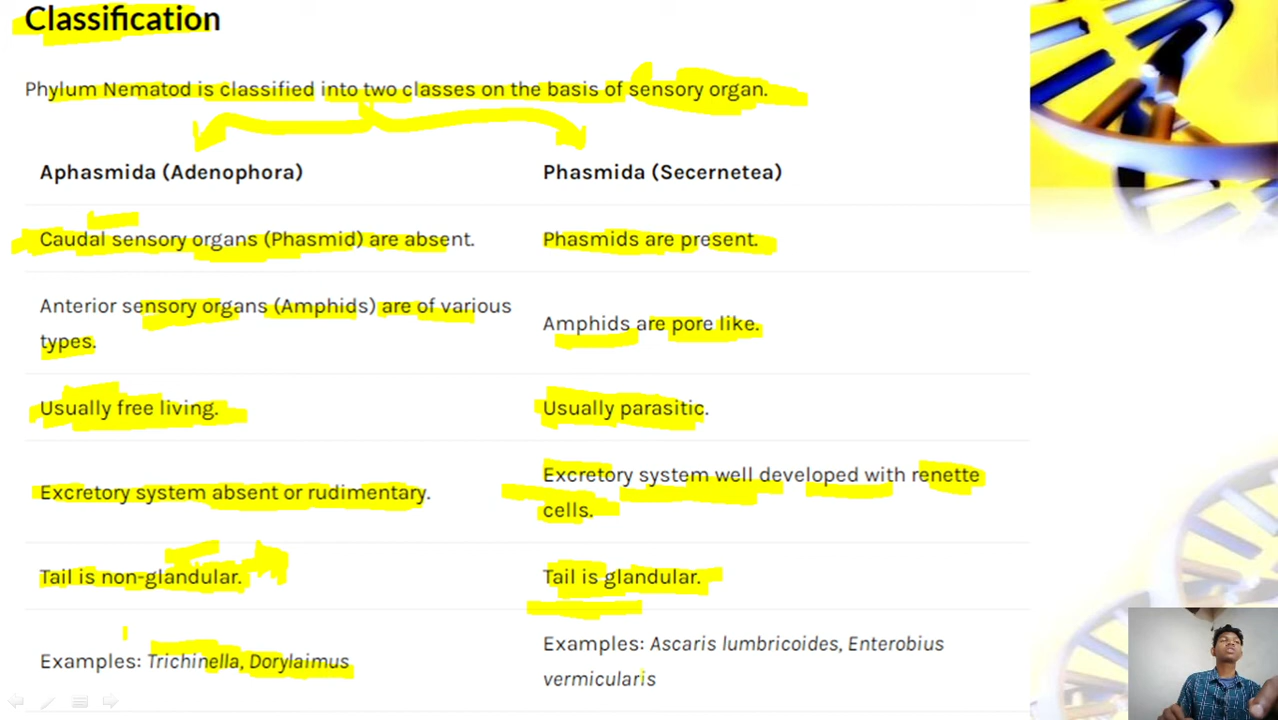 Classification
Phylum Nematod is classified into two classes on the basis of sensory organ.
Aphasmida (Adenophora)
Phasmida (Secernetea)
Caudal sensory organs (Phasmid) are absent.
Phasmids are present.
Anterior sensory organs (Amphids) are of various
types.
Amphids are pore like.
Usually free living.
Usually parasitic.
Excretory system absent or rudimentary.
Excretory system well developed with renette
cells.
Tail is non-glandular.
Tail is glandular.
Examples: Trichinella, Dorylaimus
Examples: Ascaris lumbricoides, Enterobius
vermicularis